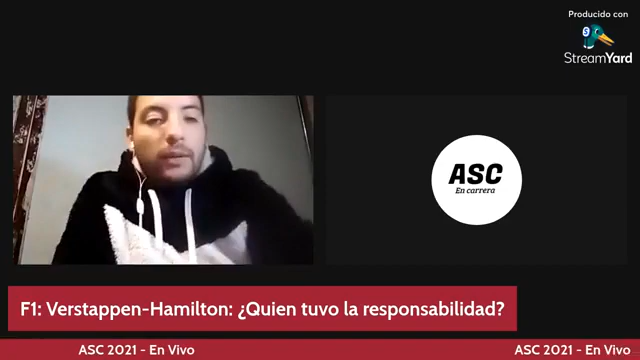 Producido con
StreamYard
ASC
En carrera
F1: Verstappen-Hamilton: ¿Quien tuvo la responsabilidad?
ASC 2021 - En Vivo
ASC 2021 - En Vivo